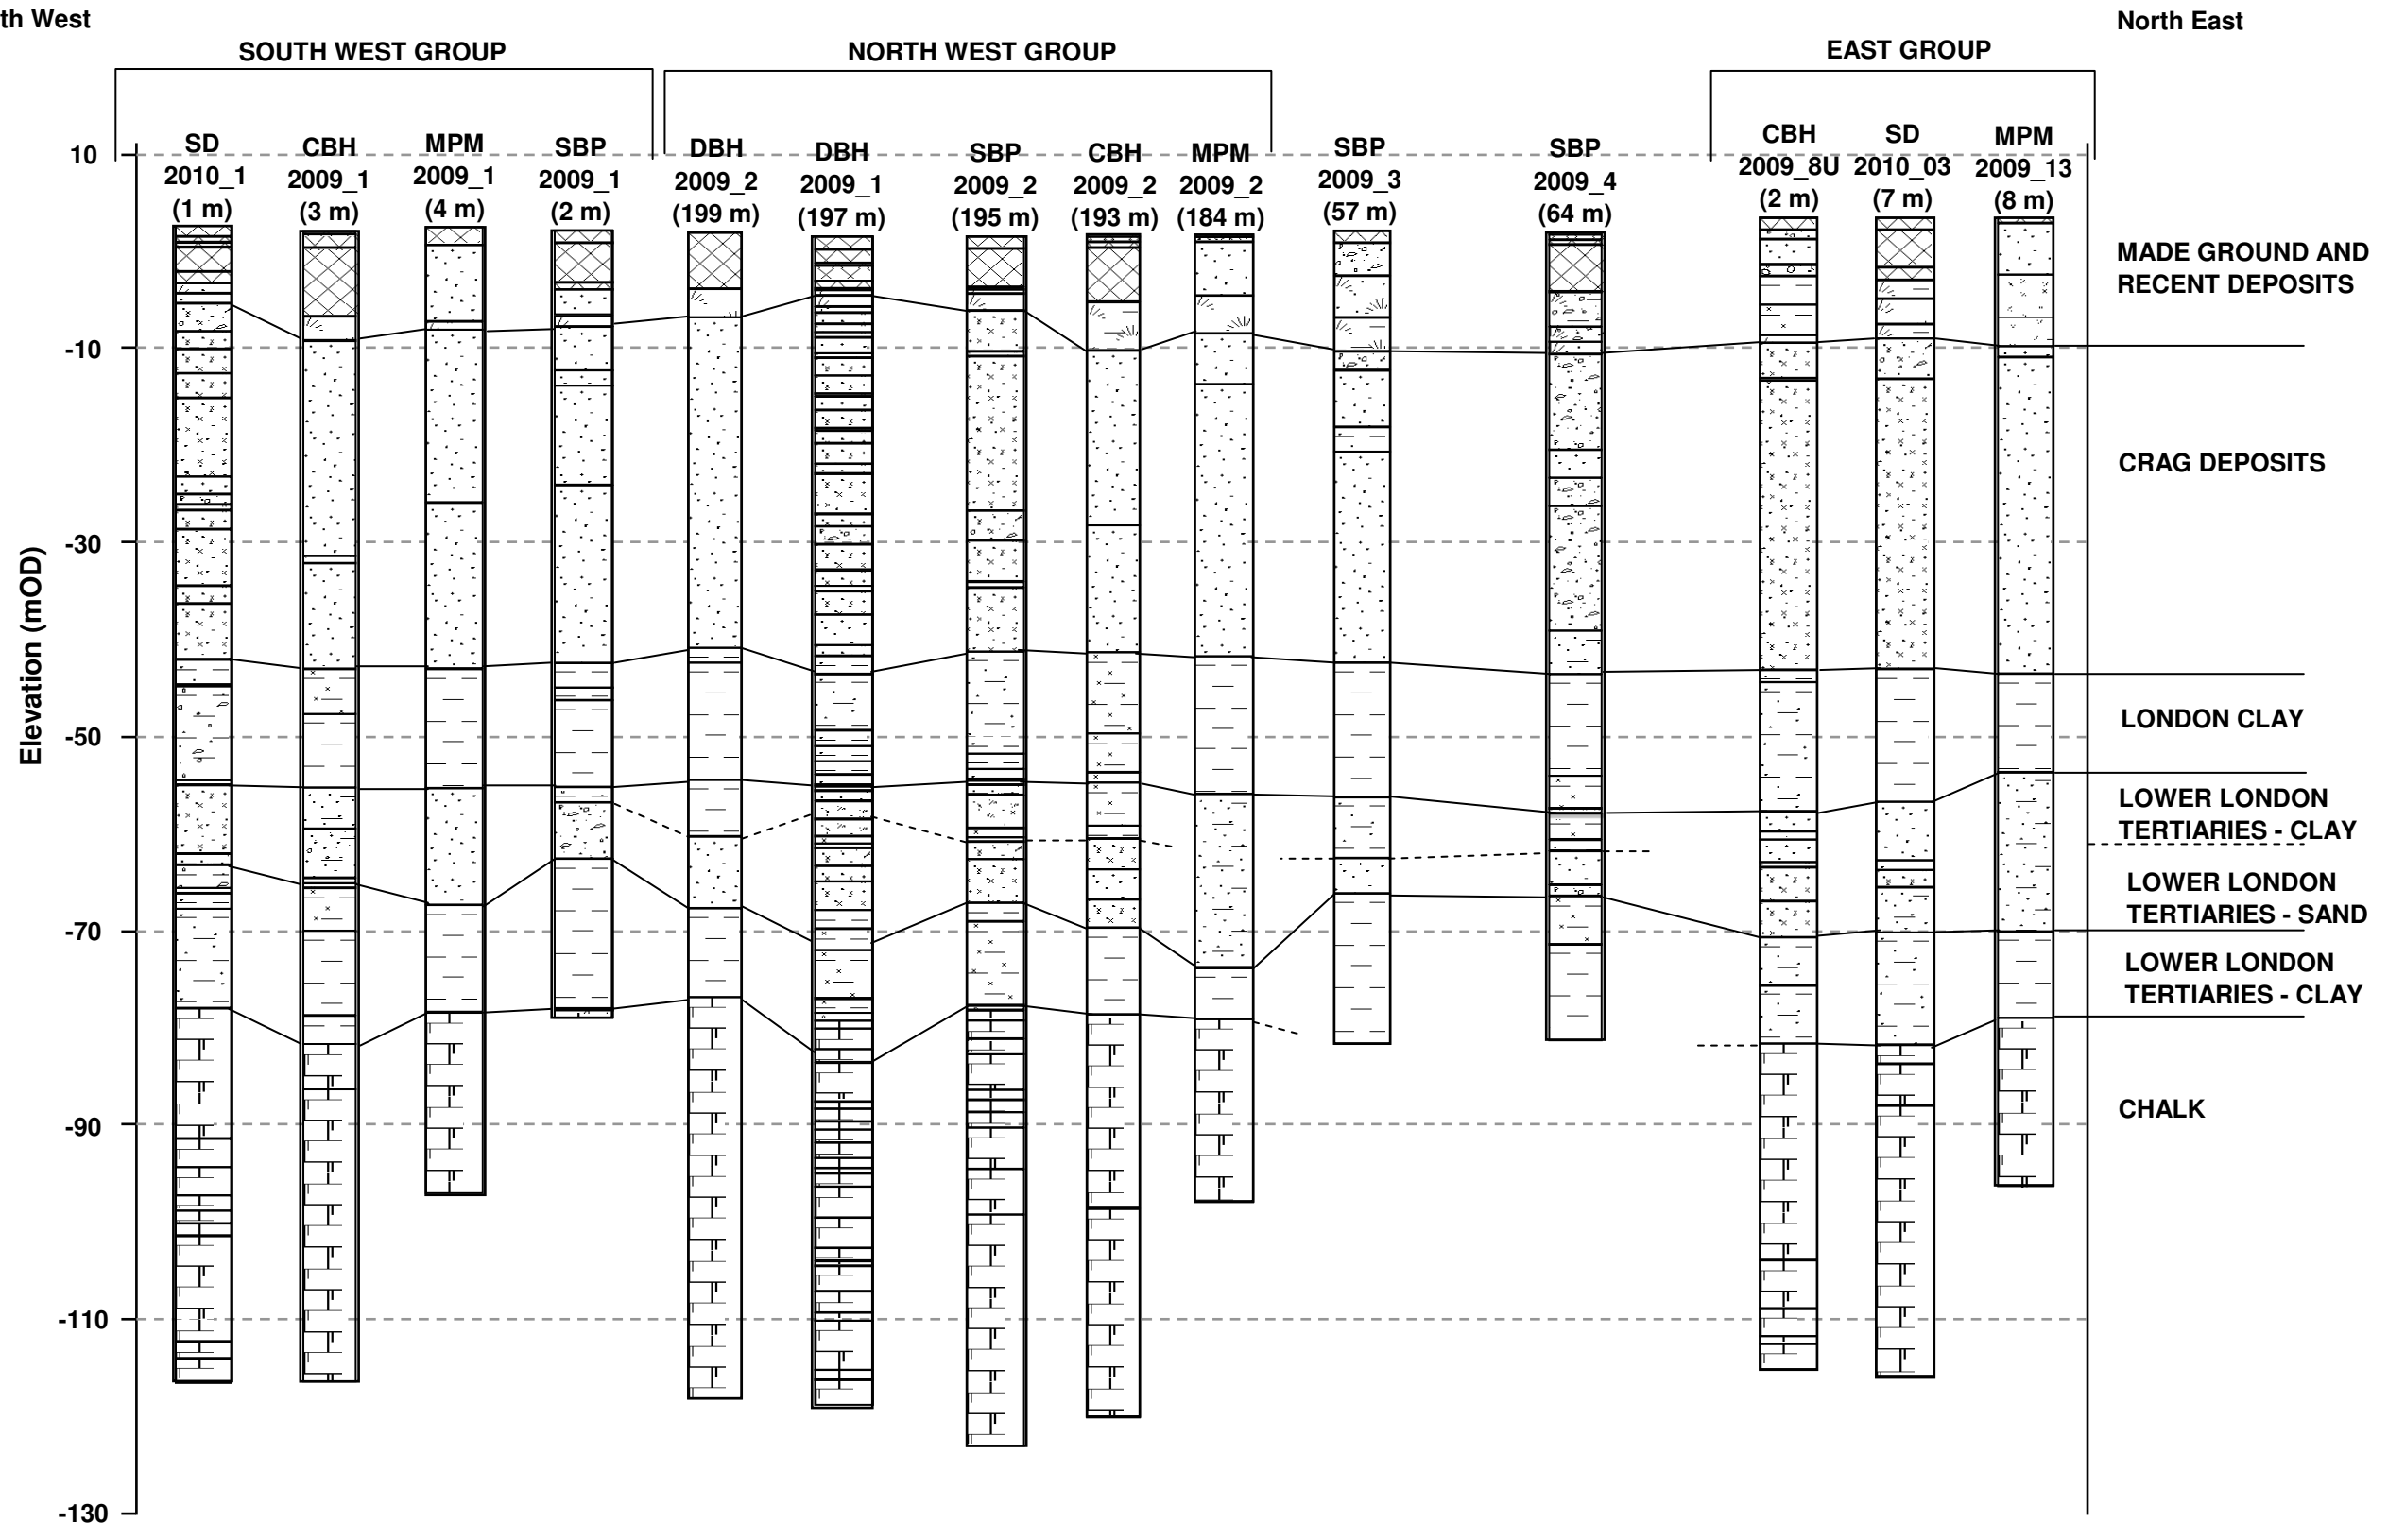 th West
North East
SOUTH WEST GROUP
NORTH WEST GROUP
EAST GROUP
SD
2010_1
(1 m)
CBH
2009_1
(3 m)
MPM
2009_1
(4 m)
SBP
2009_1
(2 m)
DBH
2009_2
(199 m)
DBH
2009_1
(197 m)
SBP
2009_2
(195 m)
CBH
2009_2
(193 m)
MPM
2009_2
(184 m)
SBP
2009_3
(57 m)
SBP
2009_4
(64 m)
CBH
2009_8U
(2 m)
SD
2010_03
(7 m)
MPM
2009_13
(8 m)
Elevation (mOD)
10
-10
-30
-50
-70
-90
-110
-130
MADE GROUND AND
RECENT DEPOSITS
CRAG DEPOSITS
LONDON CLAY
LOWER LONDON
TERTIARIES - CLAY
LOWER LONDON
TERTIARIES - SAND
LOWER LONDON
TERTIARIES - CLAY
CHALK